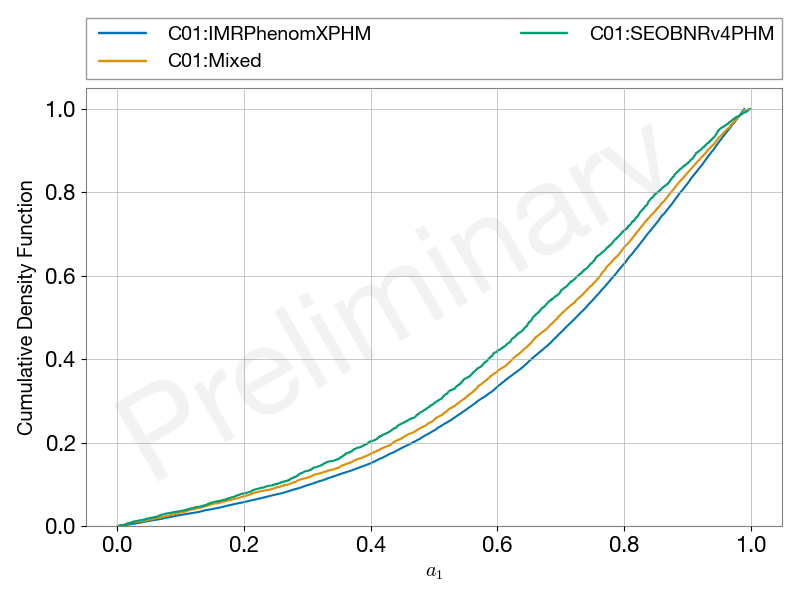 C01:IMRPhenomXPHM
C01:Mixed
C01:SEOBNRv4PHM
Preliminary
Cumulative Density Function
1.0
0.8
0.6
0.4
0.2
0.0
0.0 0.2 0.4 0.6 0.8 1.0
a₁